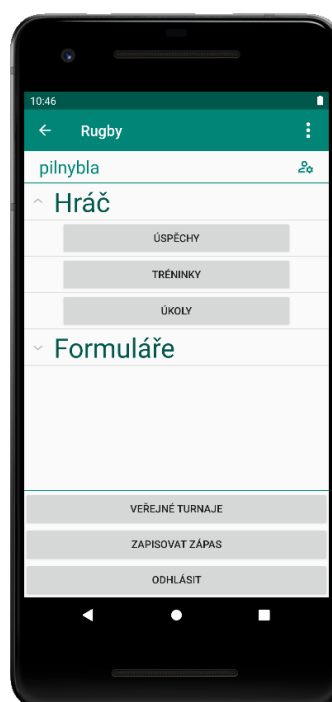 10:46
Rugby
pilnybla
Hráč
ÚSPĚCHY
TRÉNINKY
ÚKOLY
Formuláře
VEŘEJNÉ TURNAJE
ZAPISOVAT ZÁPAS
ODHLÁSIT